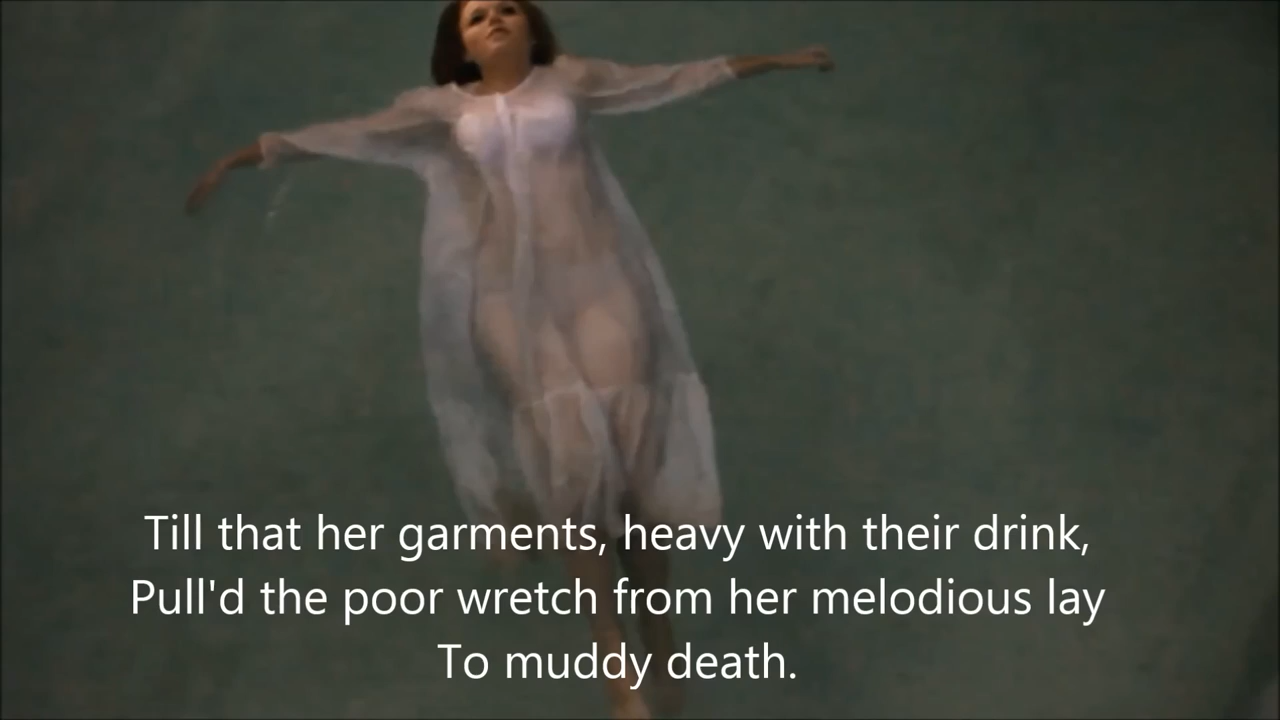 Till that her garments, heavy with their drink,
Pull'd the poor wretch from her melodious lay
To muddy death.